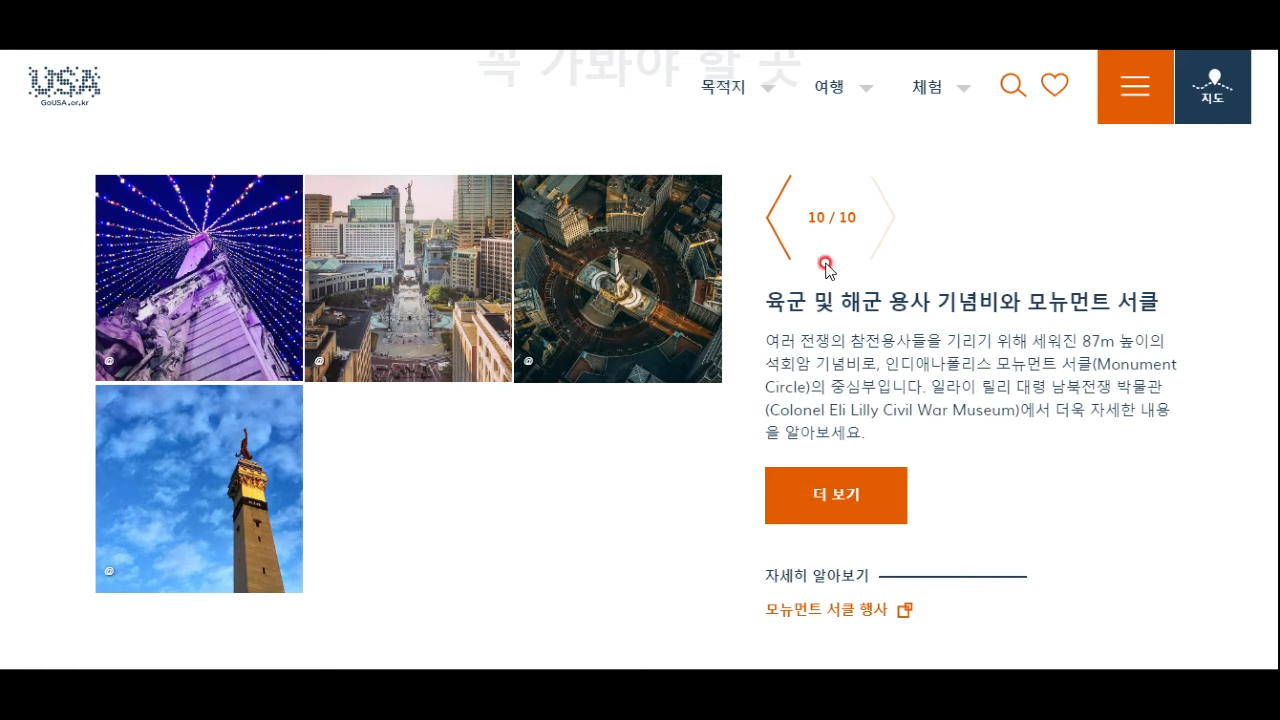 꼭 가봐야 할 곳
USA
GoUSA.or.kr
목적지
여행
체험
지도
10 / 10
육군 및 해군 용사 기념비와 모뉴먼트 서클
여러 전쟁의 참전용사들을 기리기 위해 세워진 87m 높이의
석회암 기념비로, 인디애나폴리스 모뉴먼트 서클(Monument
Circle)의 중심부입니다. 일라이 릴리 대령 남북전쟁 박물관
(Colonel Eli Lilly Civil War Museum)에서 더욱 자세한 내용
을 알아보세요.
더 보기
자세히 알아보기
모뉴먼트 서클 행사
@
@
@
@